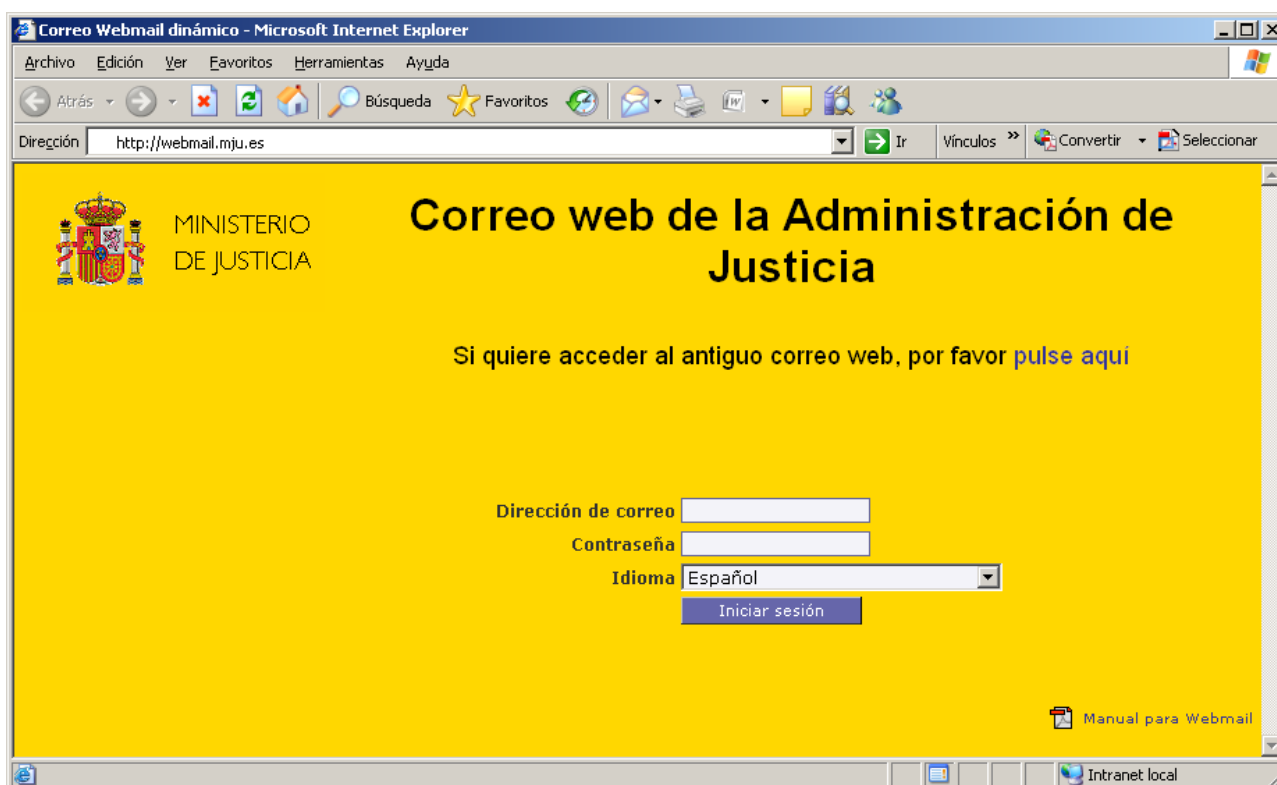 Correo Webmail dinámico - Microsoft Internet Explorer
Archivo Edición Ver Favoritos Herramientas Ayuda
Atrás Búsqueda Favoritos
Dirección http://webmail.mju.es Ir Vínculos » Convertir Seleccionar
MINISTERIO
DE JUSTICIA
Correo web de la Administración de
Justicia
Si quiere acceder al antiguo correo web, por favor pulse aquí
Dirección de correo
Contraseña
Idioma Español
Iniciar sesión
Manual para Webmail
Intranet local